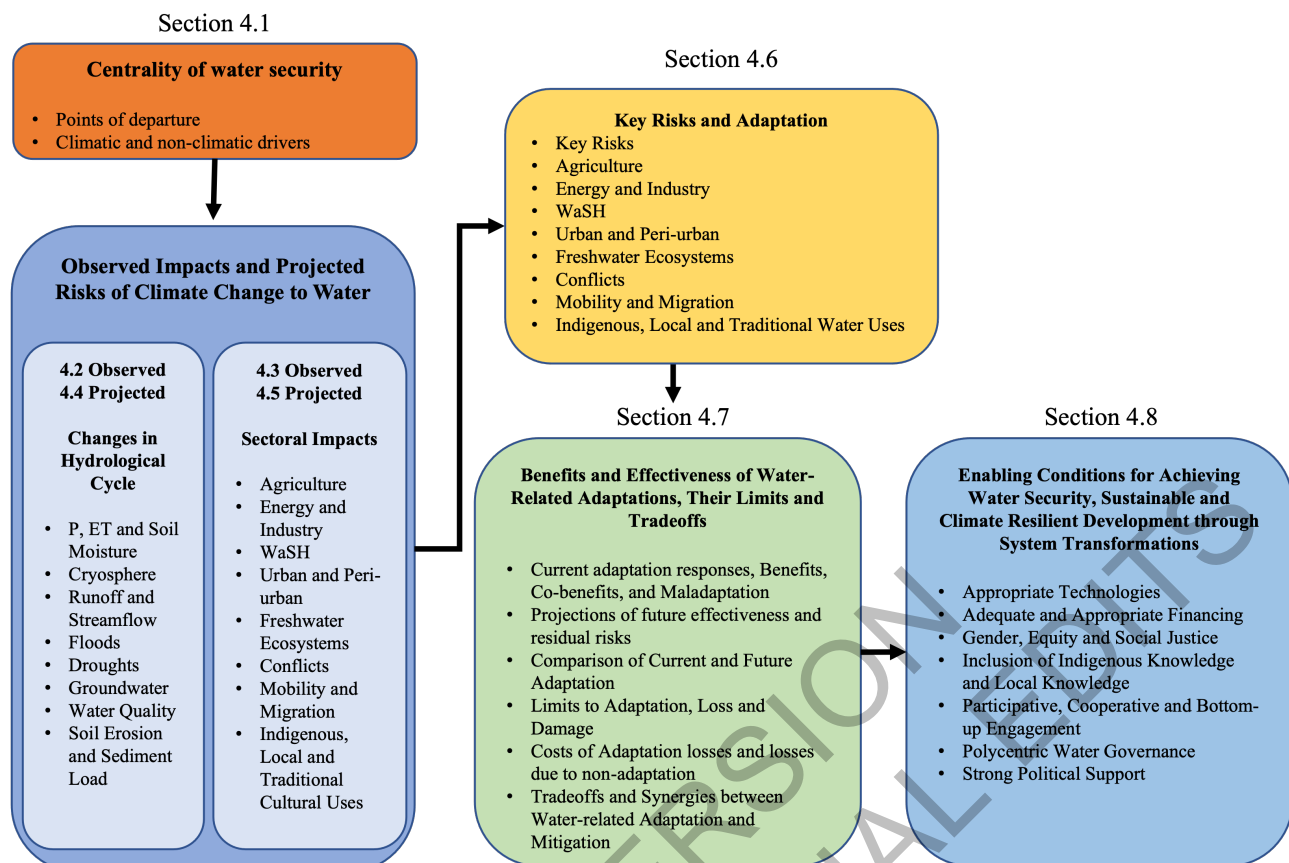 Section 4.1
Centrality of water security
• Points of departure
• Climatic and non-climatic drivers
Observed Impacts and Projected
Risks of Climate Change to Water
4.2 Observed
4.4 Projected
Changes in
Hydrological
Cycle
• P, ET and Soil
Moisture
• Cryosphere
• Runoff and
Streamflow
• Floods
• Droughts
• Groundwater
• Water Quality
• Soil Erosion
and Sediment
Load
4.3 Observed
4.5 Projected
Sectoral Impacts
• Agriculture
• Energy and
Industry
• WaSH
• Urban and Peri-
urban
• Freshwater
Ecosystems
• Conflicts
• Mobility and
Migration
• Indigenous,
Local and
Traditional
Cultural Uses
Section 4.6
Key Risks and Adaptation
• Key Risks
• Agriculture
• Energy and Industry
• WaSH
• Urban and Peri-urban
• Freshwater Ecosystems
• Conflicts
• Mobility and Migration
• Indigenous, Local and Traditional Water Uses
Section 4.7
Benefits and Effectiveness of Water-
Related Adaptations, Their Limits and
Tradeoffs
• Current adaptation responses, Benefits,
Co-benefits, and Maladaptation
• Projections of future effectiveness and
residual risks
• Comparison of Current and Future
Adaptation
• Limits to Adaptation, Loss and
Damage
• Costs of Adaptation losses and losses
due to non-adaptation
• Tradeoffs and Synergies between
Water-related Adaptation and
Mitigation
Section 4.8
Enabling Conditions for Achieving
Water Security, Sustainable and
Climate Resilient Development through
System Transformations
• Appropriate Technologies
• Adequate and Appropriate Financing
• Gender, Equity and Social Justice
• Inclusion of Indigenous Knowledge
and Local Knowledge
• Participative, Cooperative and Bottom-
up Engagement
• Polycentric Water Governance
• Strong Political Support
EDITS